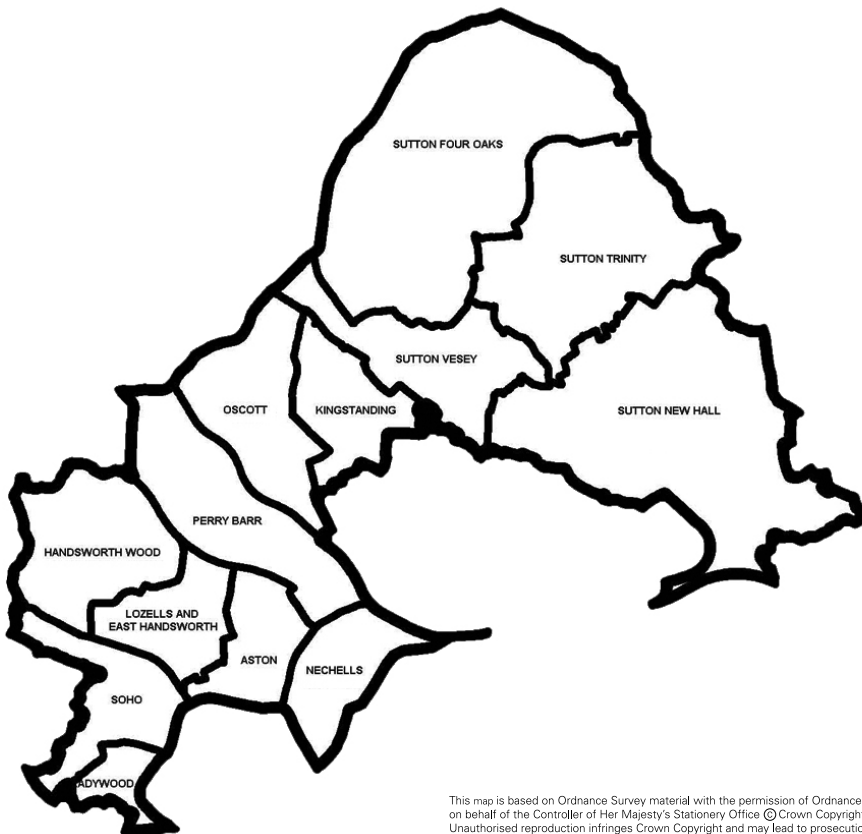 SUTTON FOUR OAKS
SUTTON TRINITY
SUTTON VESEY
OSCOTT
KINGSTANDING
SUTTON NEW HALL
PERRY BARR
HANDSWORTH WOOD
LOZELLS AND
EAST HANDSWORTH
ASTON
NECHELLS
SOHO
ADYWOOD
This map is based on Ordnance Survey material with the permission of Ordnance
on behalf of the Controller of Her Majesty's Stationery Office © Crown Copyrigh
Unauthorised reproduction infringes Crown Copyright and may lead to prosecutio